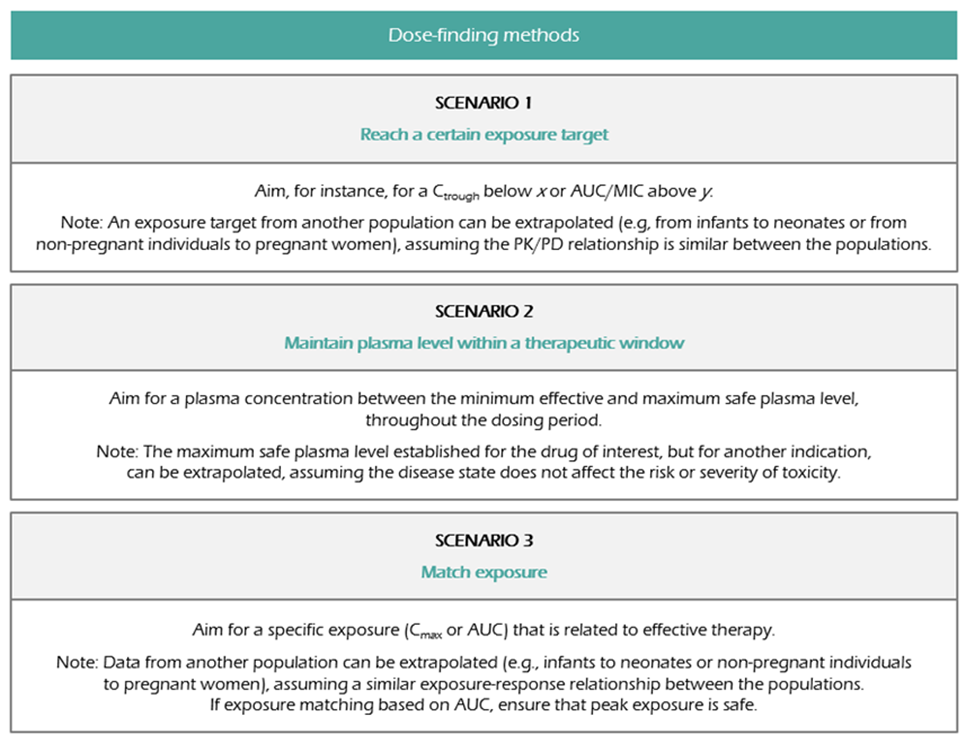 Dose-finding methods
SCENARIO 1
Reach a certain exposure target
Aim, for instance, for a Ctrough below x or AUC/MIC above y.
Note: An exposure target from another population can be extrapolated (e.g, from infants to neonates or from
non-pregnant individuals to pregnant women), assuming the PK/PD relationship is similar between the populations.
SCENARIO 2
Maintain plasma level within a therapeutic window
Aim for a plasma concentration between the minimum effective and maximum safe plasma level,
throughout the dosing period.
Note: The maximum safe plasma level established for the drug of interest, but for another indication,
can be extrapolated, assuming the disease state does not affect the risk or severity of toxicity.
SCENARIO 3
Match exposure
Aim for a specific exposure (Cmax or AUC) that is related to effective therapy.
Note: Data from another population can be extrapolated (e.g., infants to neonates or non-pregnant individuals
to pregnant women), assuming a similar exposure-response relationship between the populations.
If exposure matching based on AUC, ensure that peak exposure is safe.